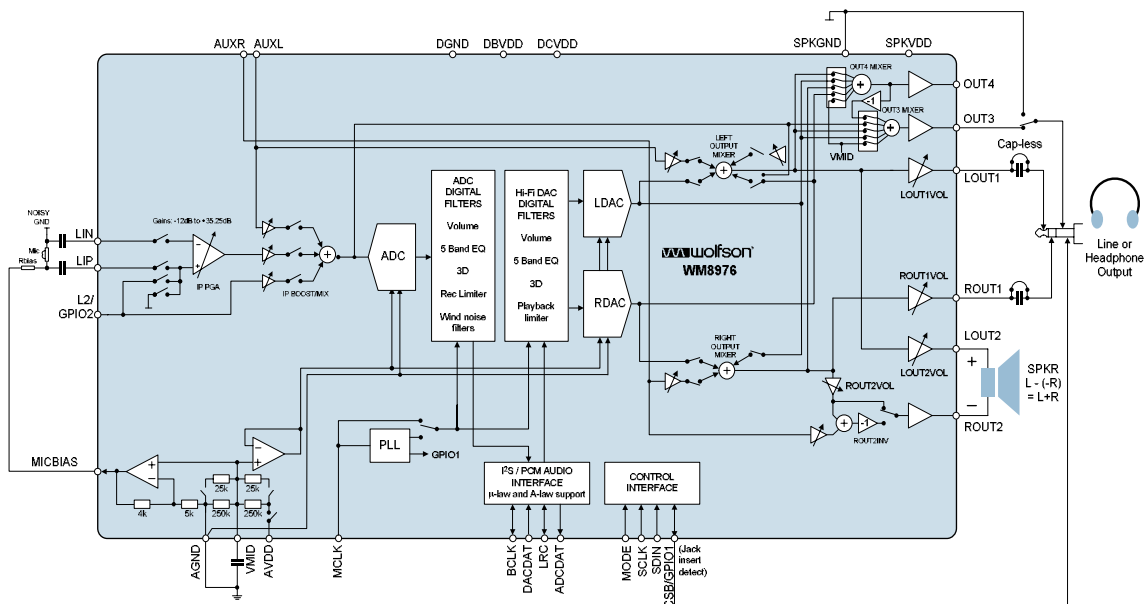 AUXR
AUXL
DGND
DBVDD
DCVDD
SPKGND
SPKVDD
OUT4 MIXER
+
-1
OUT4
OUT3 MIXER
+
OUT3
VMID
Cap-less
LEFT
OUTPUT
MIXER
+
LOUT1
LOUT1VOL
NOISY
GND
Mic
Rbias
LIN
LIP
L2/
GPIO2
Gains: -12dB to +35.25dB
−
+
IP PGA
IP BOOST/MIX
+
ADC
ADC
DIGITAL
FILTERS
Volume
5 Band EQ
3D
Rec Limiter
Wind noise
filters
Hi-Fi DAC
DIGITAL
FILTERS
Volume
5 Band EQ
3D
Playback
limiter
LDAC
RDAC
wolfson
WM8976
Line or
Headphone
Output
ROUT1VOL
ROUT1
RIGHT
OUTPUT
MIXER
+
LOUT2
LOUT2VOL
ROUT2VOL
+
-1
ROUT2INV
ROUT2
+
−
SPKR
L - (-R)
= L+R
MICBIAS
+
−
−
+
25k
25k
4k
5k
250k
250k
PLL
GPIO1
I²S / PCM AUDIO
INTERFACE
μ-law and A-law support
CONTROL
INTERFACE
AGND
VMID
AVDD
MCLK
BCLK
DACDAT
LRC
ADCDAT
MODE
SCLK
SDIN
CSB/GPIO1
(Jack
insert
detect)